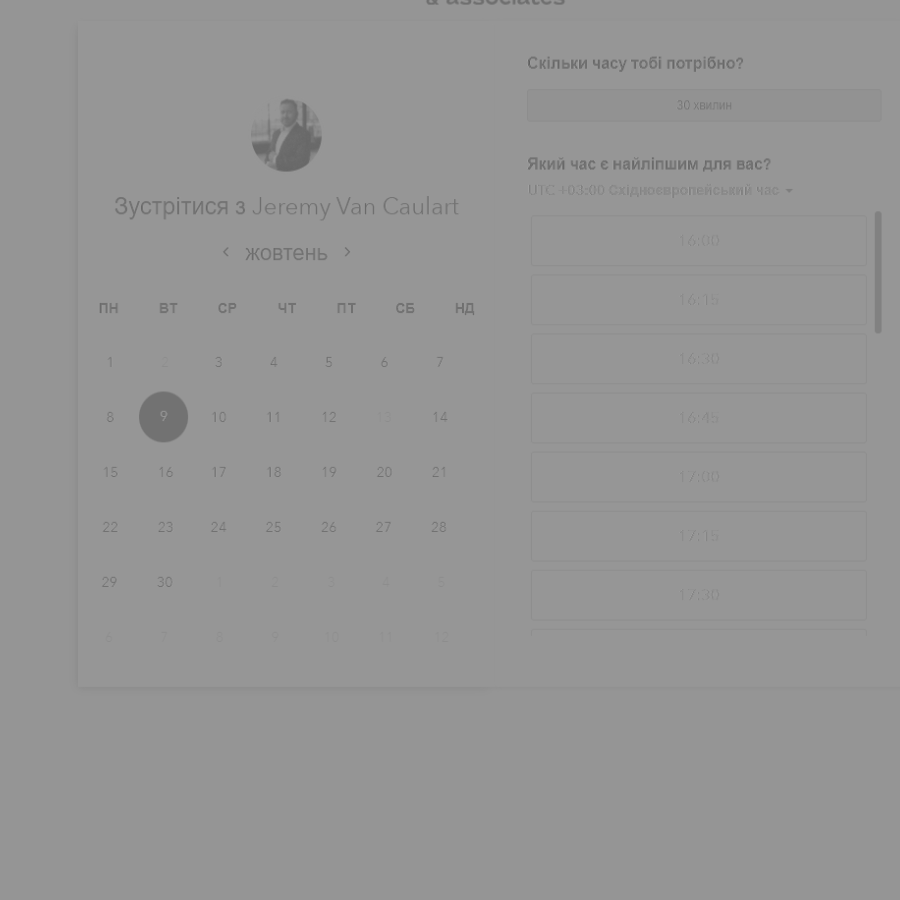 & associates
Зустрітися з Jeremy Van Caulart
< жовтень >
ПН ВТ СР ЧТ ПТ СБ НД
1 2 3 4 5 6 7
8 9 10 11 12 13 14
15 16 17 18 19 20 21
22 23 24 25 26 27 28
29 30 1 2 3 4 5
6 7 8 9 10 11 12
Скільки часу тобі потрібно?
30 хвилин
Який час є найліпшим для вас?
UTC +03:00 Східноєвропейський час
16:00
16:15
16:30
16:45
17:00
17:15
17:30